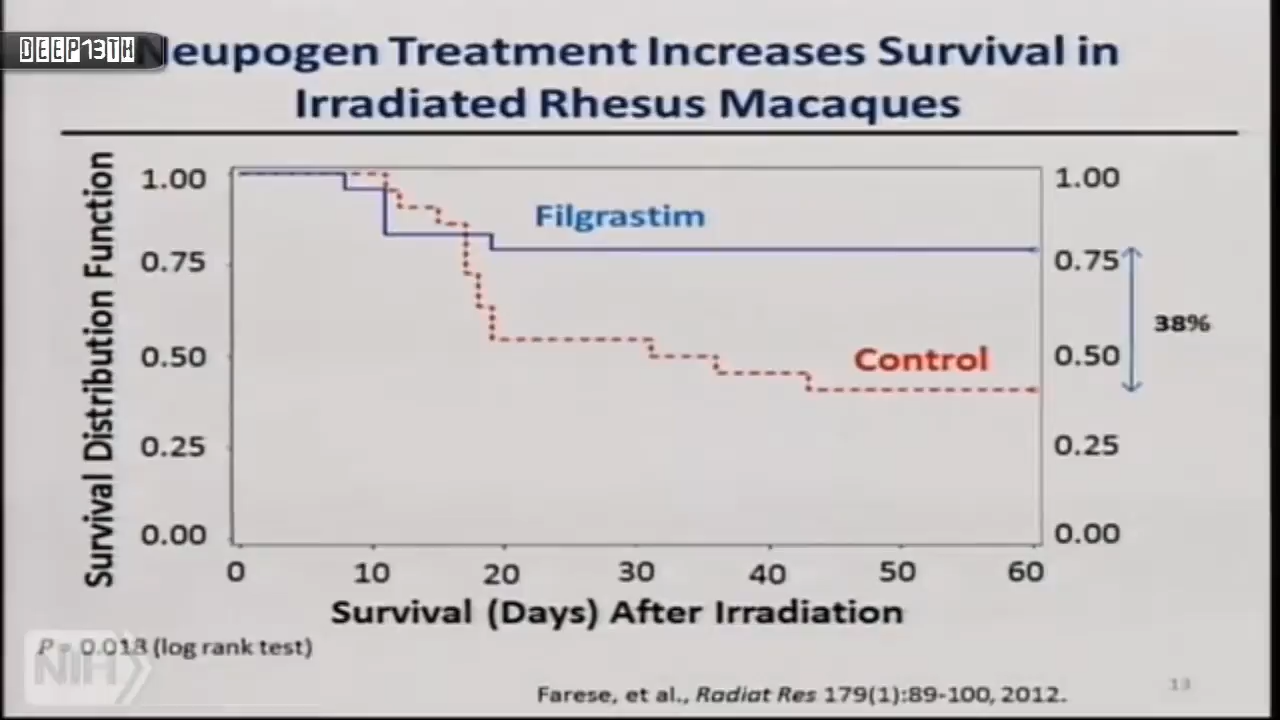 DEEP13TH
Neupogen Treatment Increases Survival in
Irradiated Rhesus Macaques
Survival Distribution Function
1.00
0.75
0.50
0.25
0.00
Filgrastim
Control
1.00
0.75
0.50
0.25
0.00
38%
0 10 20 30 40 50 60
Survival (Days) After Irradiation
P = 0.018 (log rank test)
NIH
Farese, et al., Radiat Res 179(1):89-100, 2012.
13